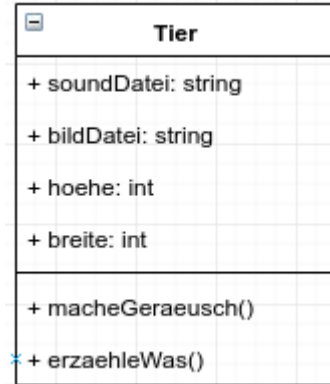 Tier
+ soundDatei: string
+ bildDatei: string
+ hoehe: int
+ breite: int
+ macheGeraeusch()
+ erzaehleWas()